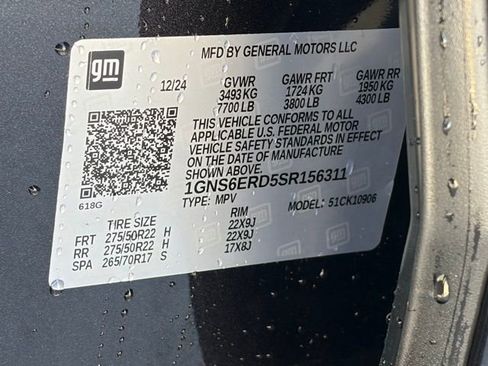 gm
MFD BY GENERAL MOTORS LLC
12/24 GVWR GAWR FRT GAWR RR
3493 KG 1724 KG 1950 KG
7700 LB 3800 LB 4300 LB
THIS VEHICLE CONFORMS TO ALL
APPLICABLE U.S. FEDERAL MOTOR
VEHICLE SAFETY STANDARDS IN EFFECT
ON THE DATE OF MANUFACTURE
SHOWN ABOVE.
1GNS6ERD5SR156311
618G TYPE: MPV MODEL: 51CK10906
TIRE SIZE RIM
FRT 275/50R22 H 22X9J
RR 275/50R22 H 22X9J
SPA 265/70R17 S 17X8J